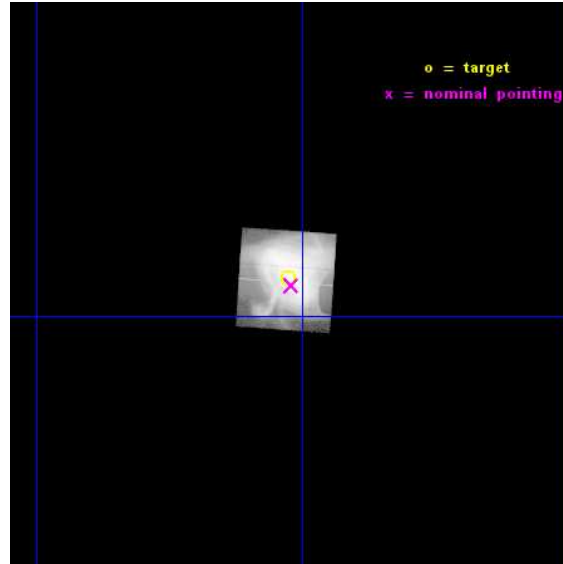 o = target
x = nominal pointing